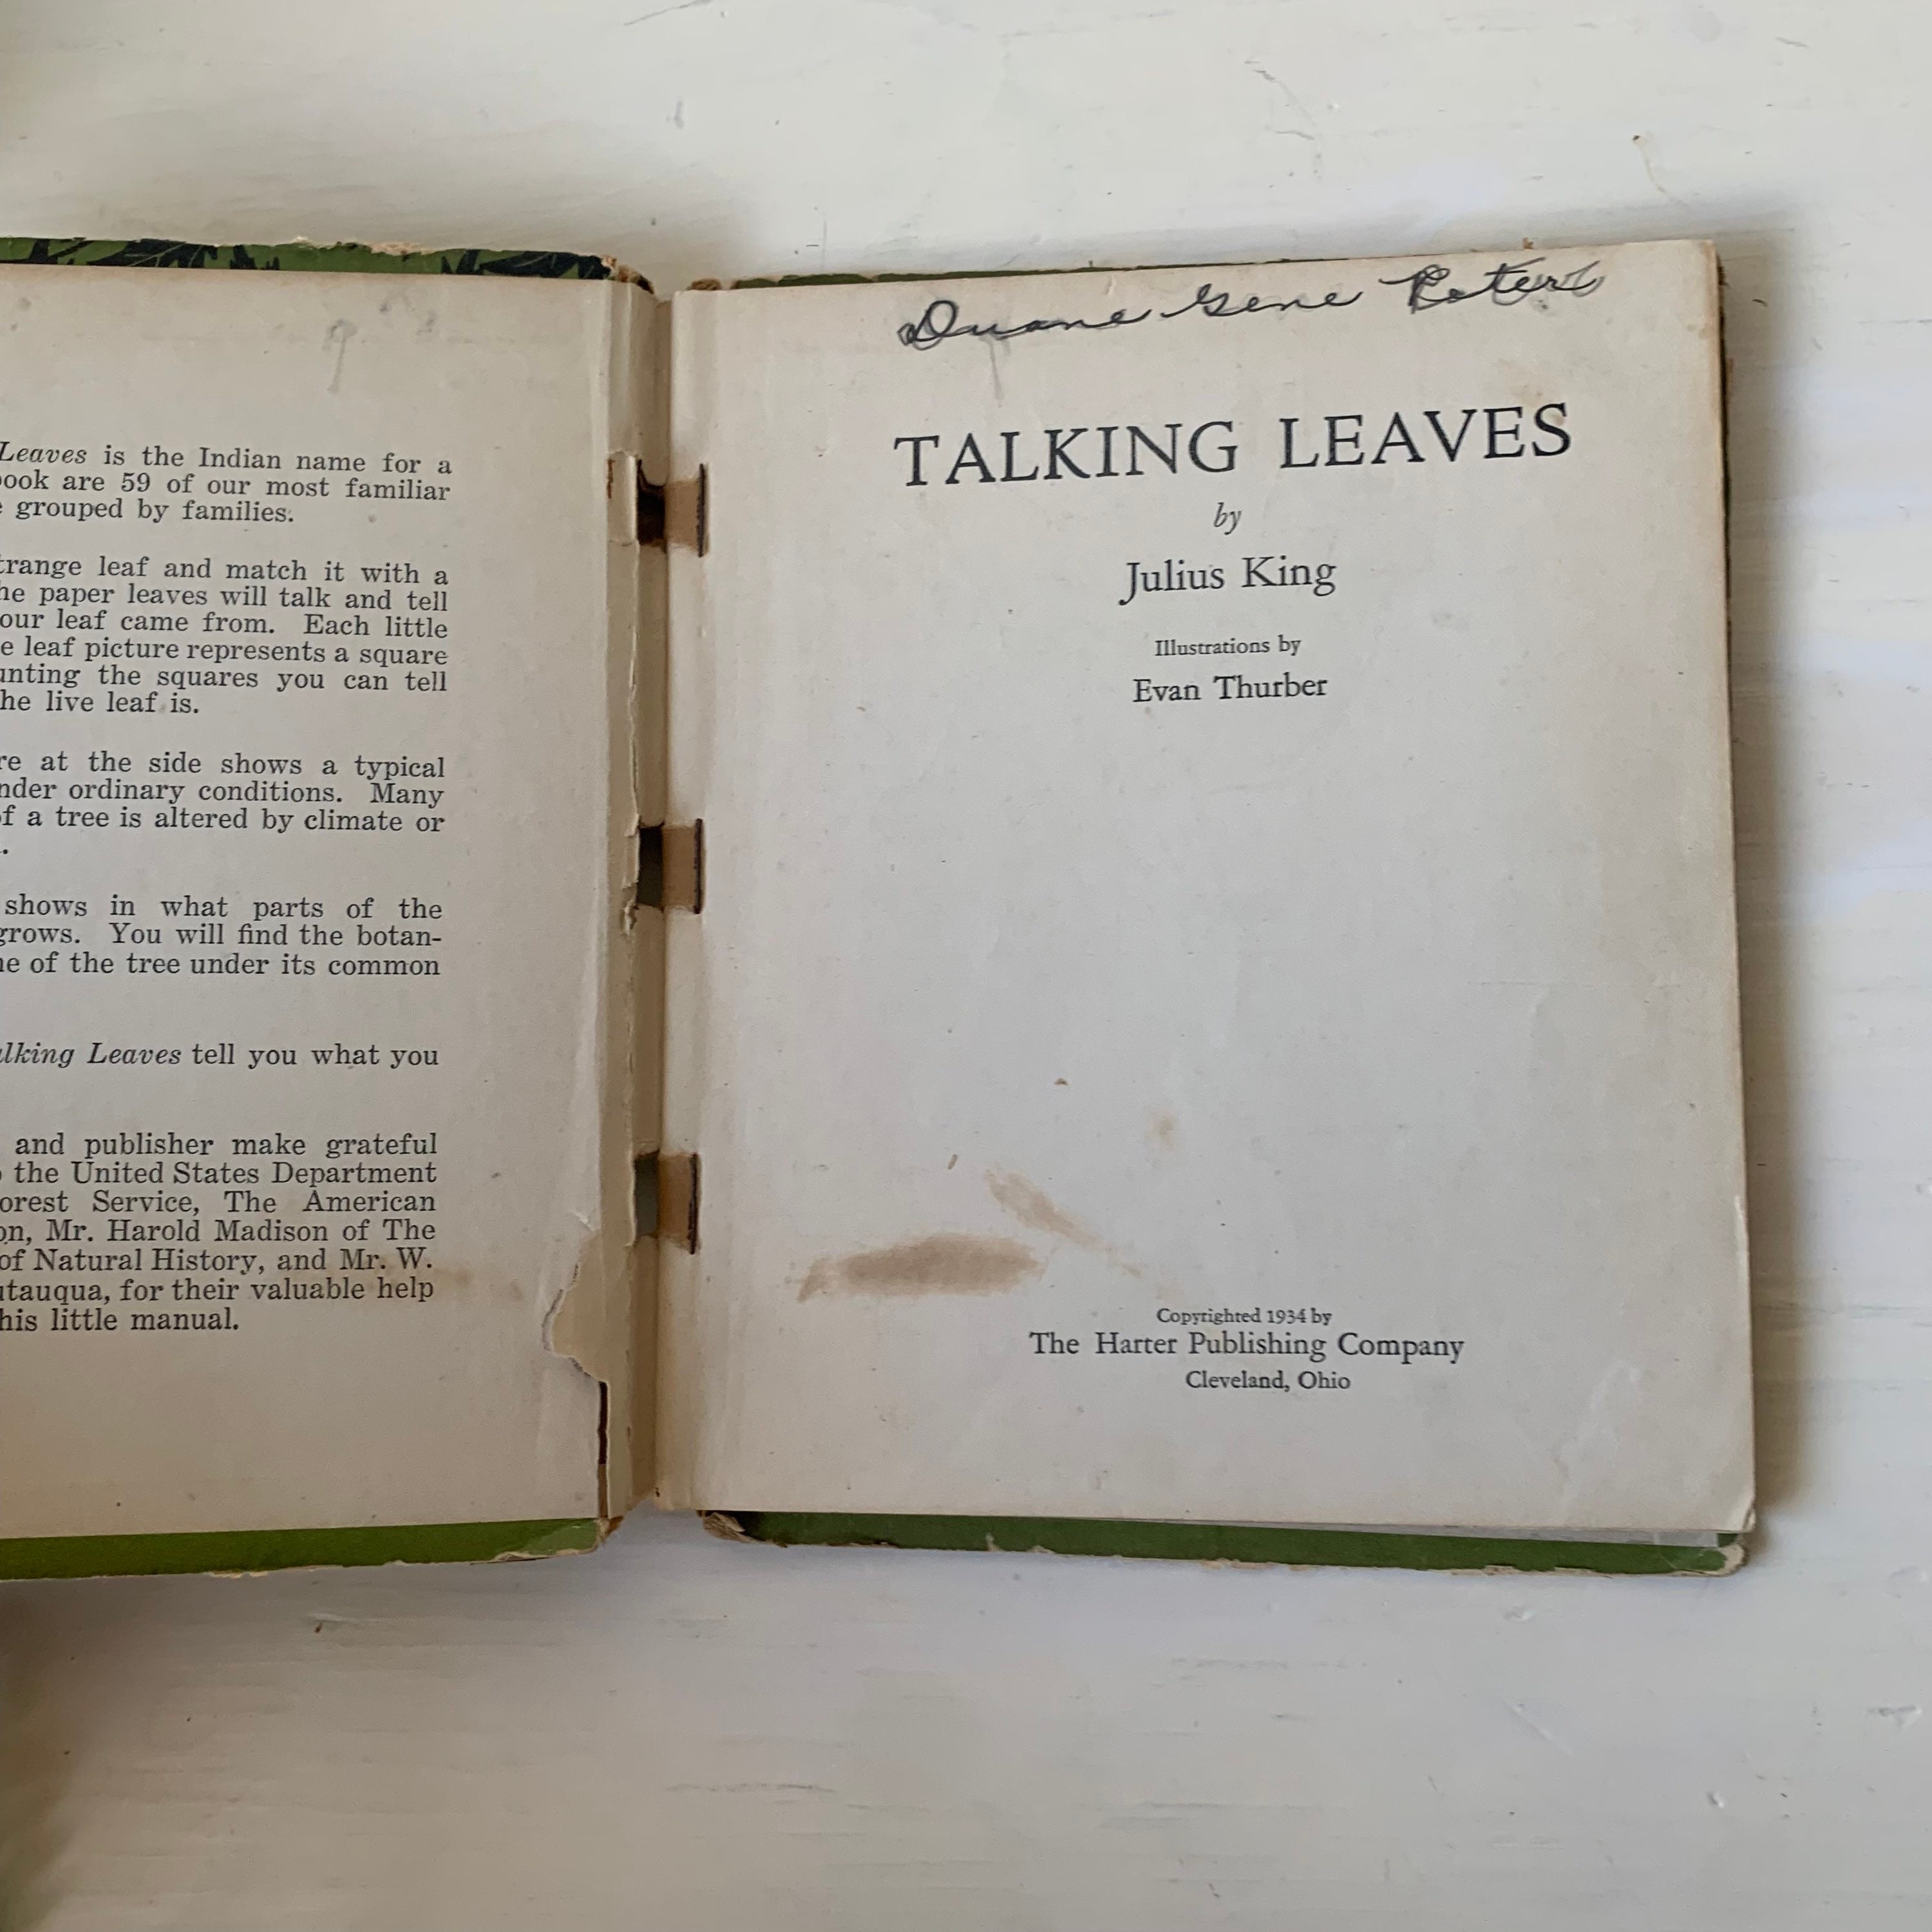 Leaves is the Indian name for a
book are 59 of our most familiar
grouped by families.
strange leaf and match it with a
he paper leaves will talk and tell
our leaf came from. Each little
e leaf picture represents a square
unting the squares you can tell
he live leaf is.
re at the side shows a typical
nder ordinary conditions. Many
of a tree is altered by climate or
.
shows in what parts of the
grows. You will find the botan-
ne of the tree under its common
alking Leaves tell you what you
and publisher make grateful
the United States Department
orest Service, The American
on, Mr. Harold Madison of The
of Natural History, and Mr. W.
utauqua, for their valuable help
his little manual.
Duane Gene
TALKING LEAVES
by
Julius King
Illustrations by
Evan Thurber
Copyrighted 1934 by
The Harter Publishing Company
Cleveland, Ohio